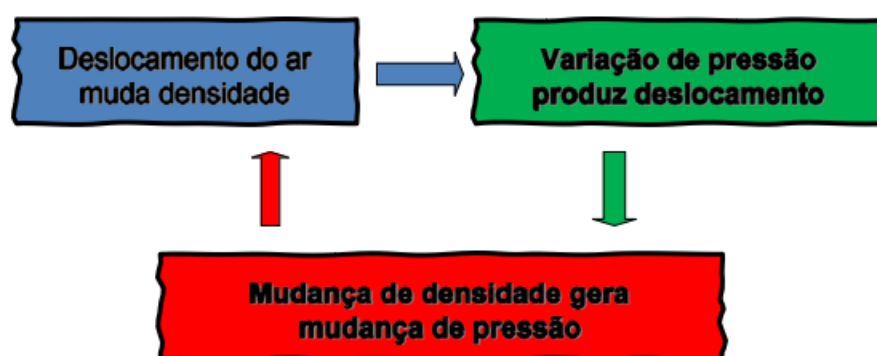 Deslocamento do ar
muda densidade
Variação de pressão
produz deslocamento
Mudança de densidade gera
mudança de pressão